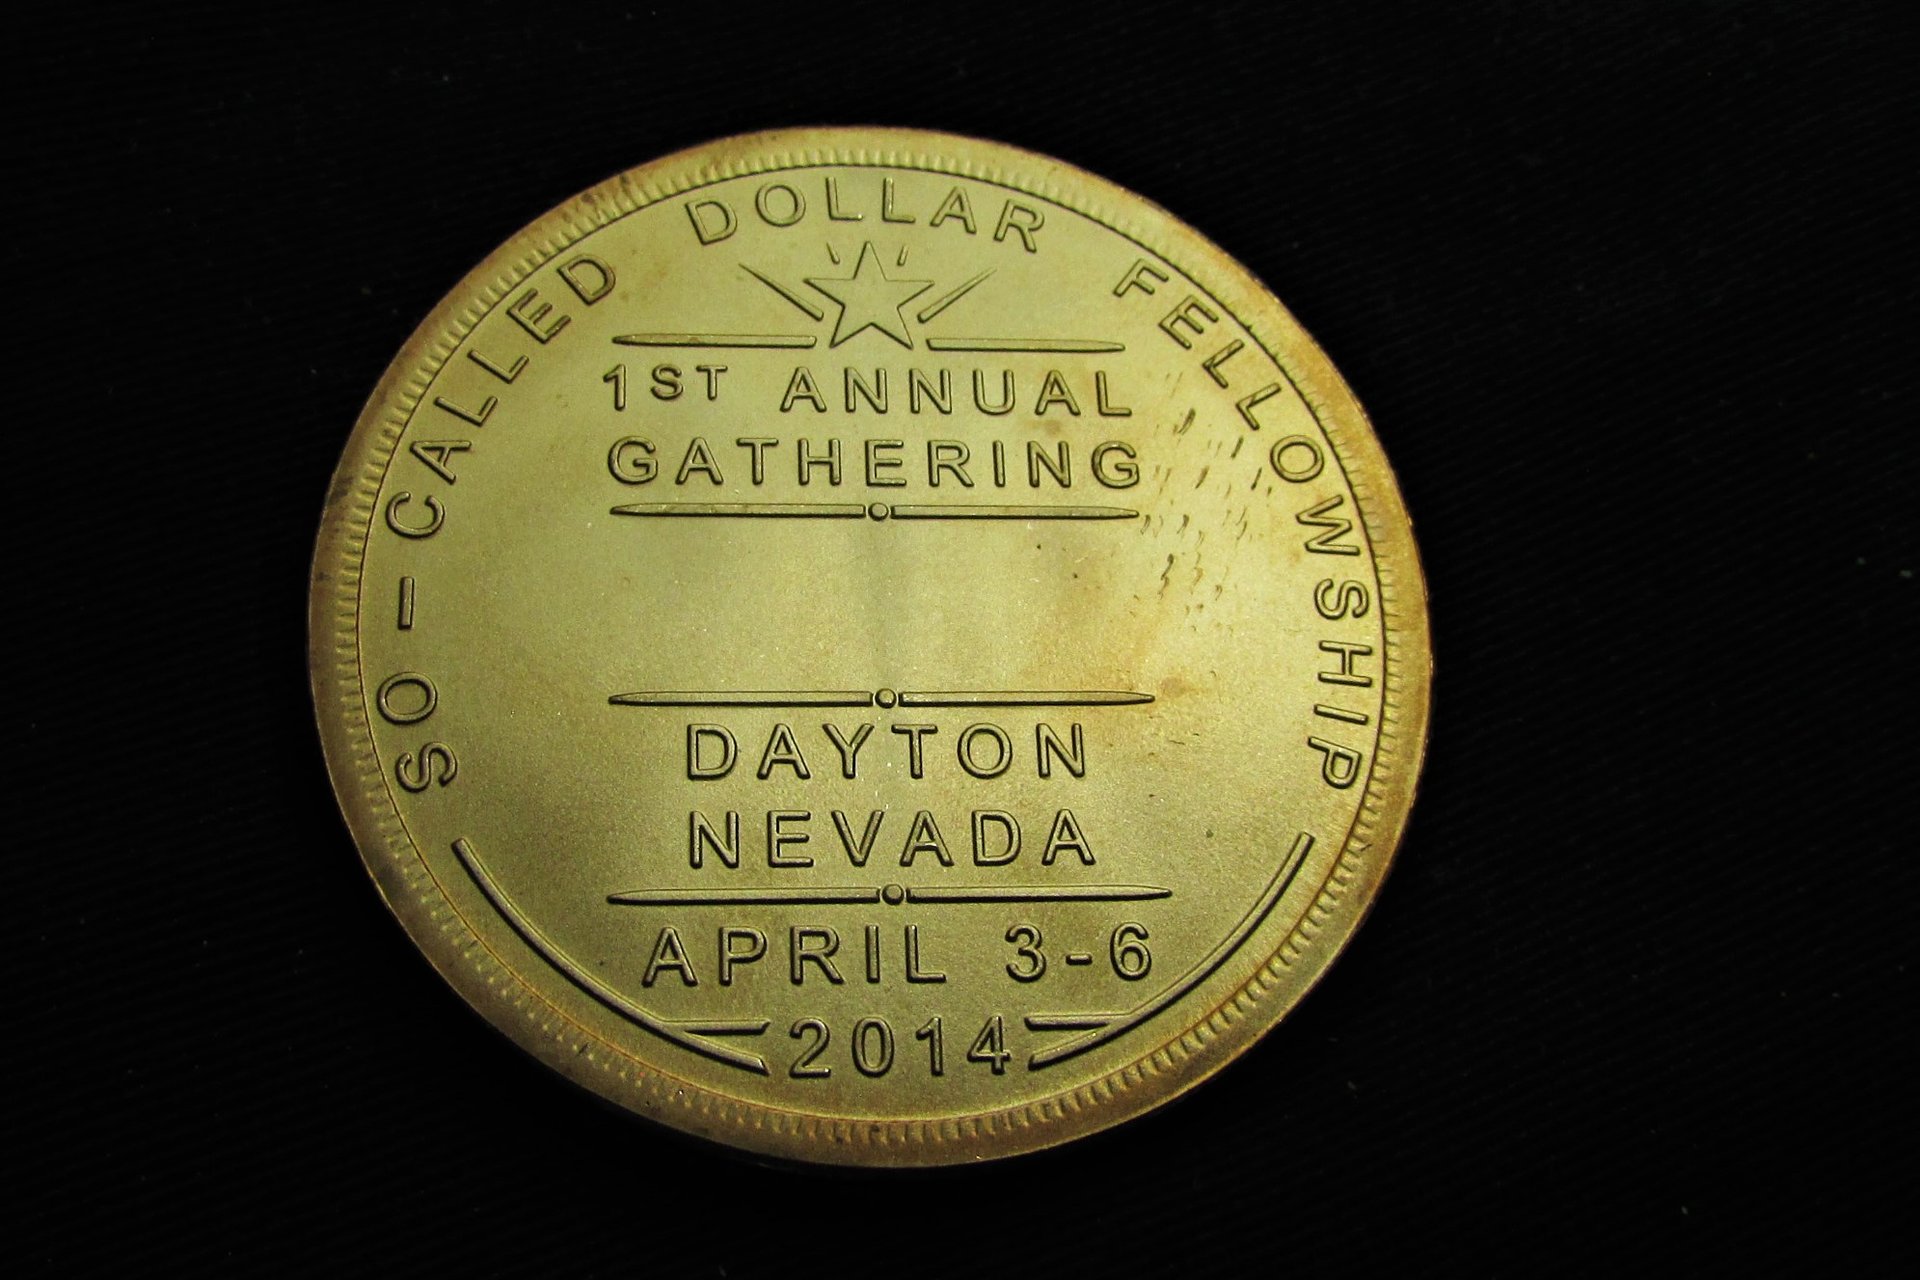 SO-CALLED DOLLAR FELLOWSHIP
1ST ANNUAL
GATHERING
DAYTON
NEVADA
APRIL 3-6
2014